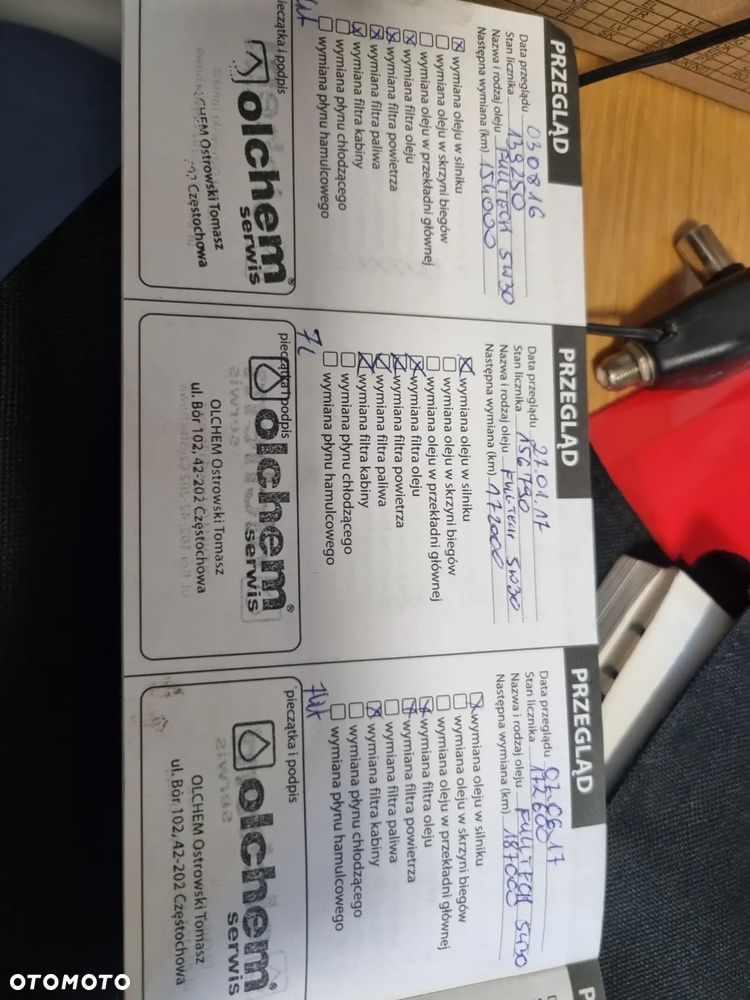 PRZEGLĄD
Data przeglądu 030816
Stan licznika 139250
Nazwa i rodzaj oleju FULLTECH 5W30
Następna wymiana (km) 154000
☒ wymiana oleju w silniku
☐ wymiana oleju w skrzyni biegów
☐ wymiana oleju w przekładni głównej
☒ wymiana filtra oleju
☒ wymiana filtra powietrza
☒ wymiana filtra paliwa
☒ wymiana filtra kabiny
☐ wymiana płynu chłodzącego
☐ wymiana płynu hamulcowego
pieczątka i podpis
olchem®
serwis
OLCHEM Ostrowski Tomasz
Częstochowa
PRZEGLĄD
Data przeglądu 27.01.17
Stan licznika 156790
Nazwa i rodzaj oleju FULLTECH 5W30
Następna wymiana (km) 172000
☒ wymiana oleju w silniku
☐ wymiana oleju w skrzyni biegów
☐ wymiana oleju w przekładni głównej
☒ wymiana filtra oleju
☒ wymiana filtra powietrza
☒ wymiana filtra paliwa
☒ wymiana filtra kabiny
☐ wymiana płynu chłodzącego
☐ wymiana płynu hamulcowego
7L
pieczątka i podpis
olchem®
serwis
OLCHEM Ostrowski Tomasz
ul. Bór 102, 42-202 Częstochowa
PRZEGLĄD
Data przeglądu 17
Stan licznika 172600
Nazwa i rodzaj oleju FULLTECH 5W30
Następna wymiana (km) 187000
☒ wymiana oleju w silniku
☐ wymiana oleju w skrzyni biegów
☐ wymiana oleju w przekładni głównej
☒ wymiana filtra oleju
☒ wymiana filtra powietrza
☐ wymiana filtra paliwa
☒ wymiana filtra kabiny
☐ wymiana płynu chłodzącego
☐ wymiana płynu hamulcowego
pieczątka i podpis
olchem
serwis
OLCHEM Ostrowski Tomasz
ul. Bór 102, 42-202 Częstochowa
OTOMOTO